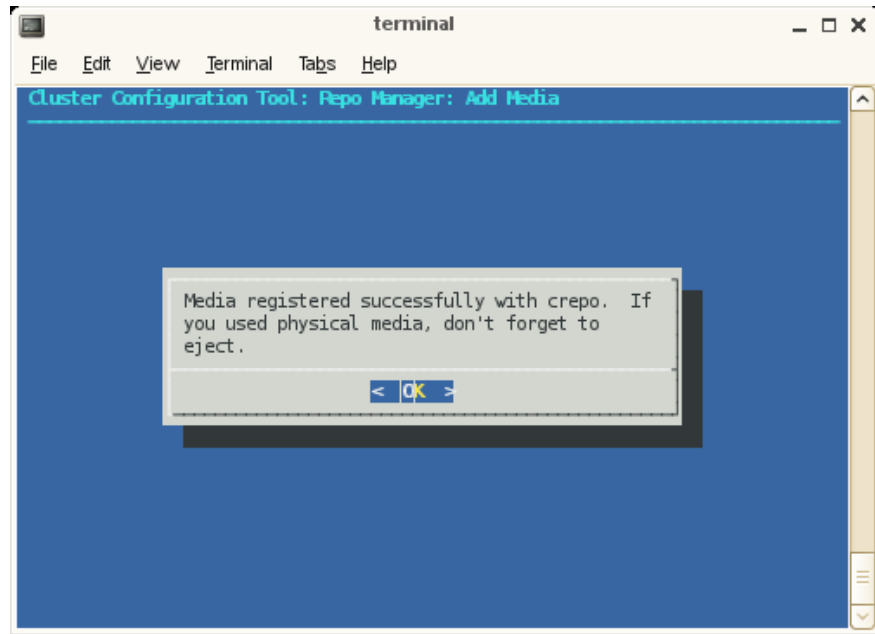 terminal
File Edit View Terminal Tabs Help
Cluster Configuration Tool: Repo Manager: Add Media
Media registered successfully with crepo.  If
you used physical media, don't forget to
eject.
< OK >